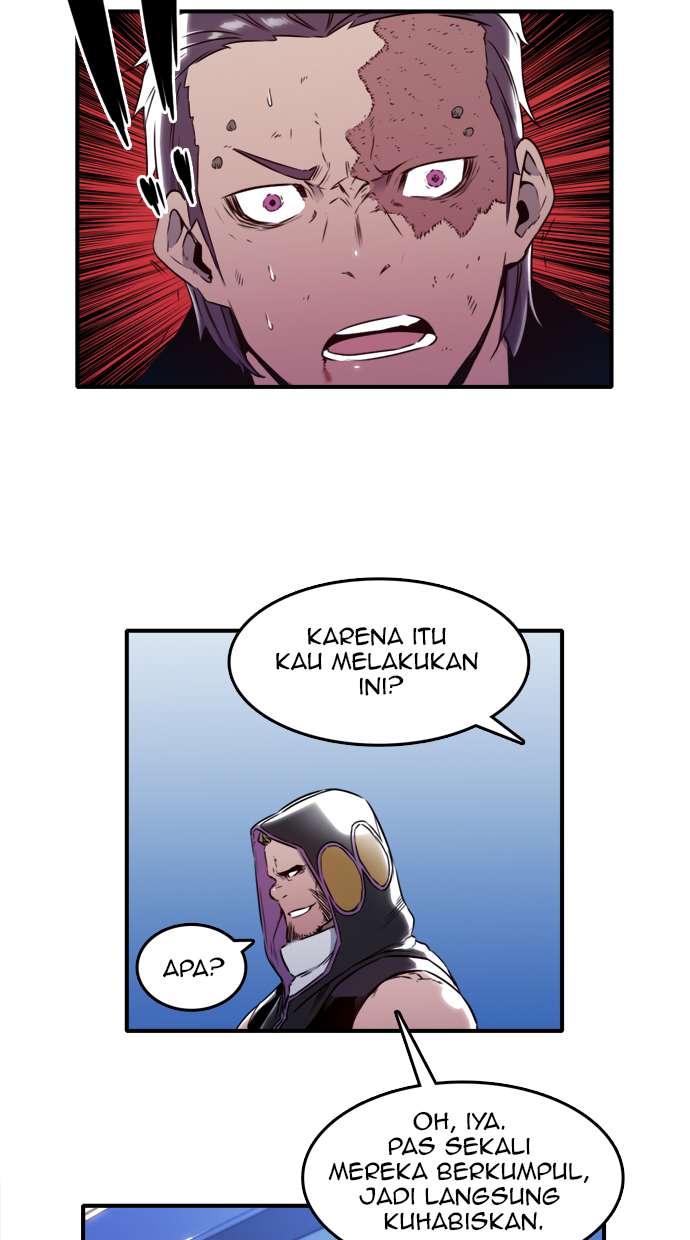 KARENA ITU
KAU MELAKUKAN
INI?
APA?
OH, IYA.
PAS SEKALI
MEREKA BERKUMPUL,
JADI LANGSUNG
KUHABISKAN.